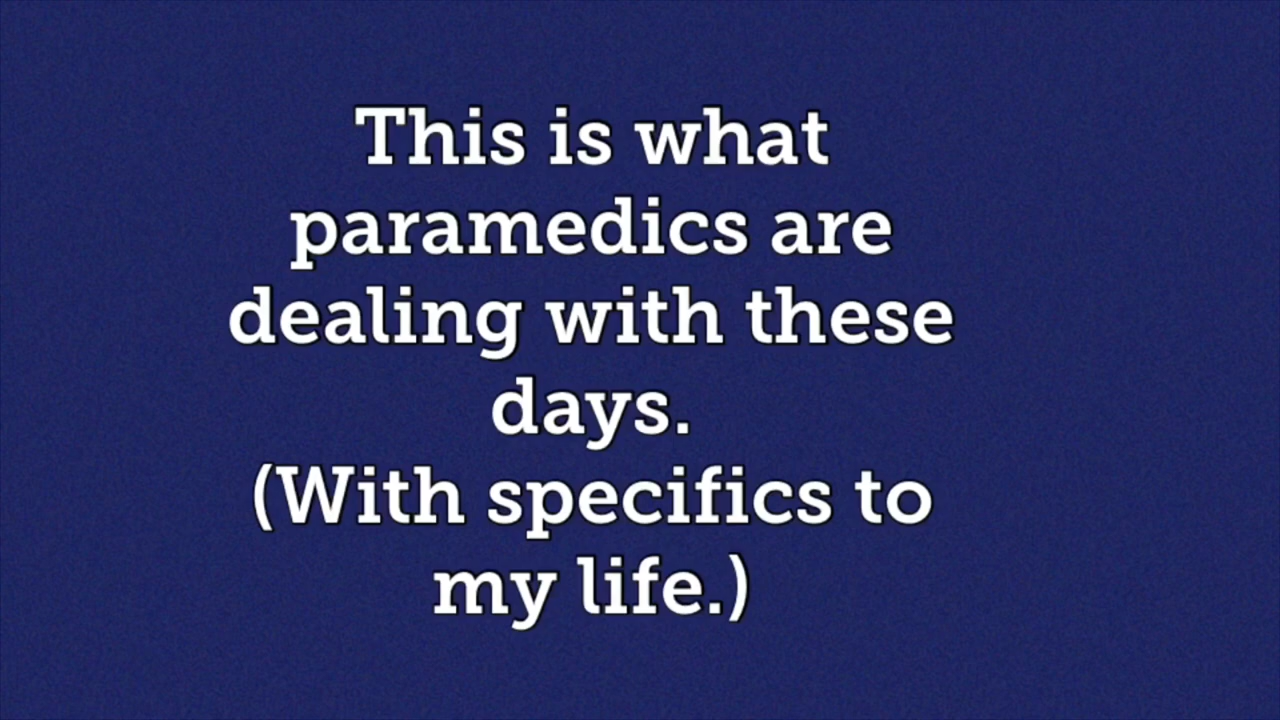 This is what
paramedics are
dealing with these
days.
(With specifics to
my life.)